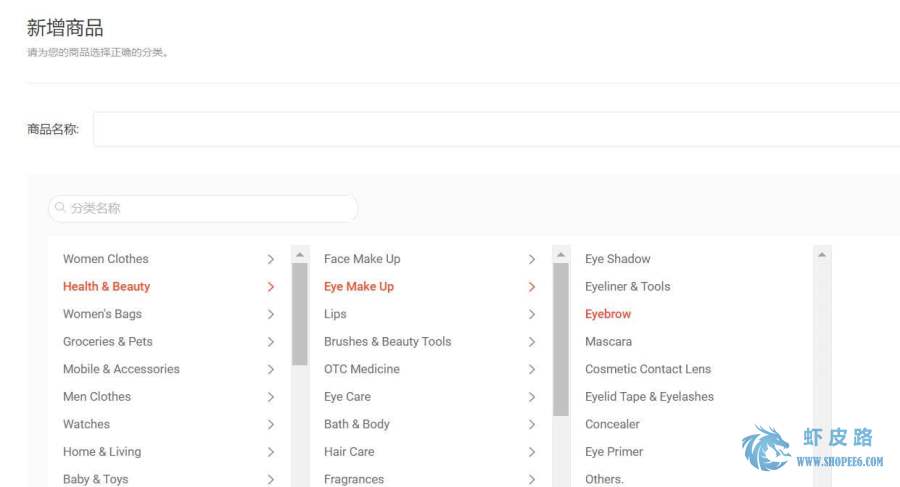 新增商品
请为您的商品选择正确的分类。
商品名称:
分类名称
Women Clothes
Health & Beauty
Women's Bags
Groceries & Pets
Mobile & Accessories
Men Clothes
Watches
Home & Living
Baby & Toys
Face Make Up
Eye Make Up
Lips
Brushes & Beauty Tools
OTC Medicine
Eye Care
Bath & Body
Hair Care
Fragrances
Eye Shadow
Eyeliner & Tools
Eyebrow
Mascara
Cosmetic Contact Lens
Eyelid Tape & Eyelashes
Concealer
Eye Primer
Others.
虾皮路
WWW.SHOPEE6.COM